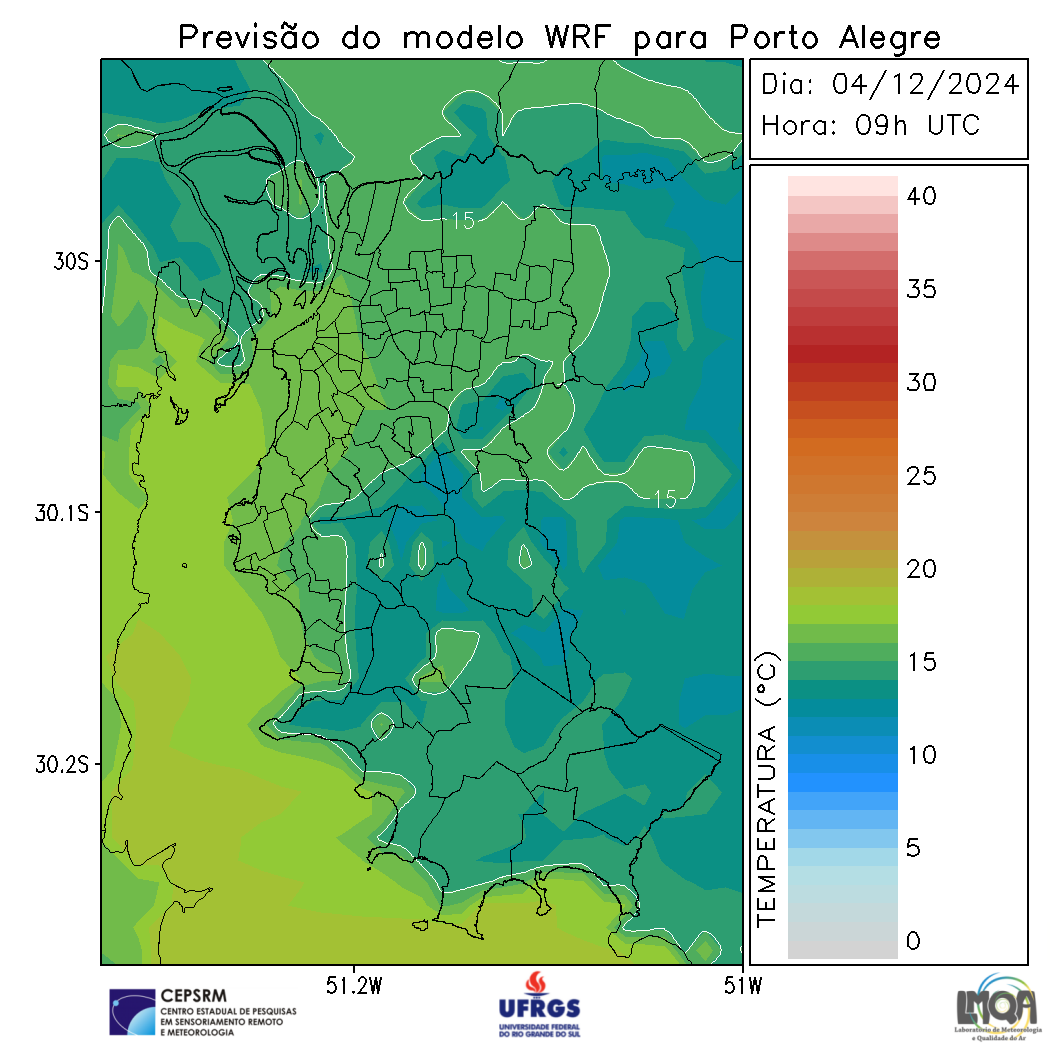 Previsão do modelo WRF para Porto Alegre
Dia: 04/12/2024
Hora: 09h UTC
40
35
30
25
20
15
10
5
0
TEMPERATURA (°C)
30S
30.1S
30.2S
51.2W
51W
15
15
CEPSRM
CENTRO ESTADUAL DE PESQUISAS
EM SENSORIAMENTO REMOTO
E METEOROLOGIA
UFRGS
UNIVERSIDADE FEDERAL
DO RIO GRANDE DO SUL
LMQA
Laboratório de Meteorologia
e Qualidade do Ar